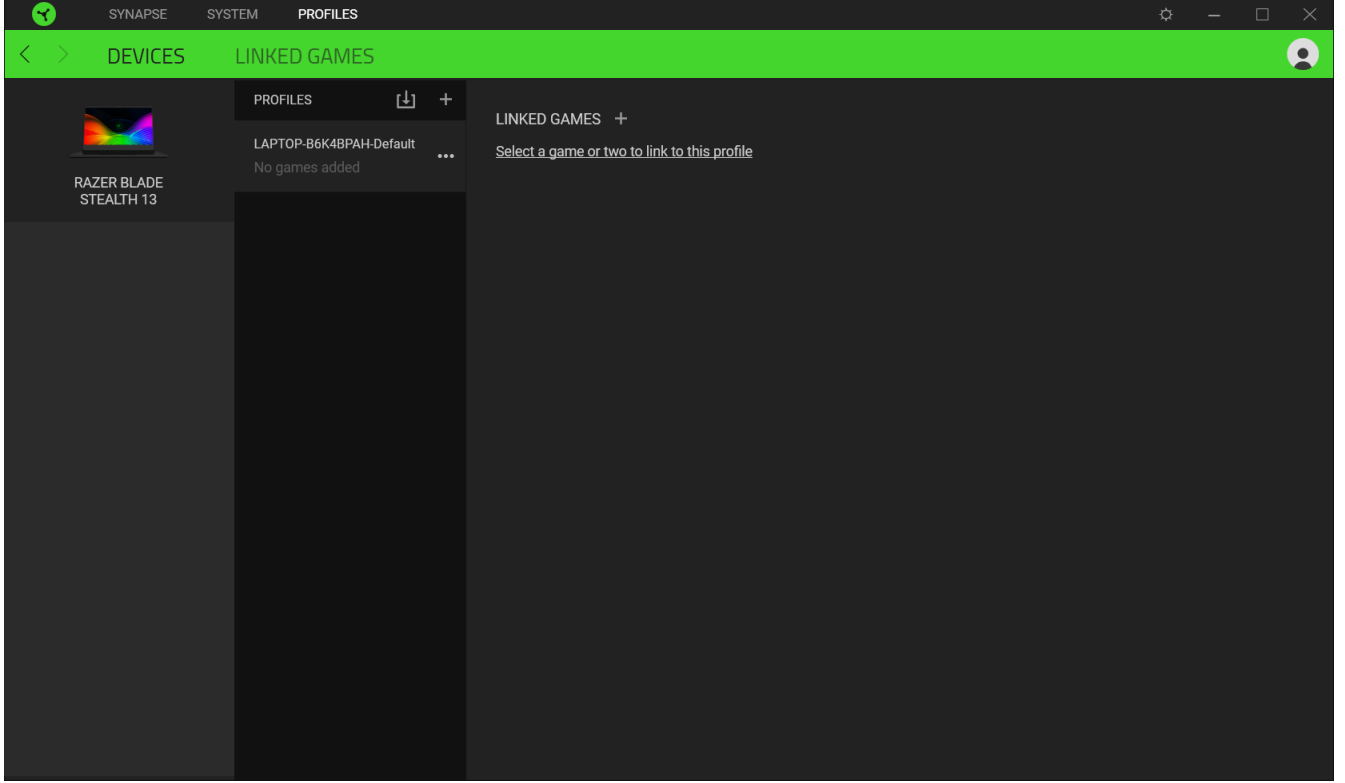 SYNAPSE SYSTEM PROFILES
DEVICES LINKED GAMES
RAZER BLADE
STEALTH 13
PROFILES
LAPTOP-B6K4BPAH-Default
No games added
LINKED GAMES
Select a game or two to link to this profile